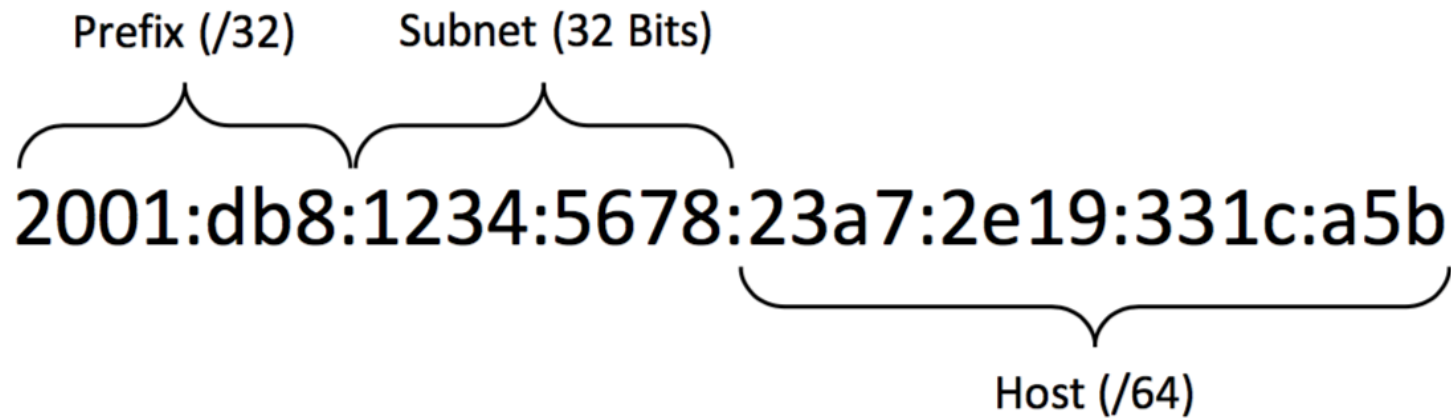 Prefix (/32) Subnet (32 Bits)
2001:db8:1234:5678:23a7:2e19:331c:a5b
Host (/64)